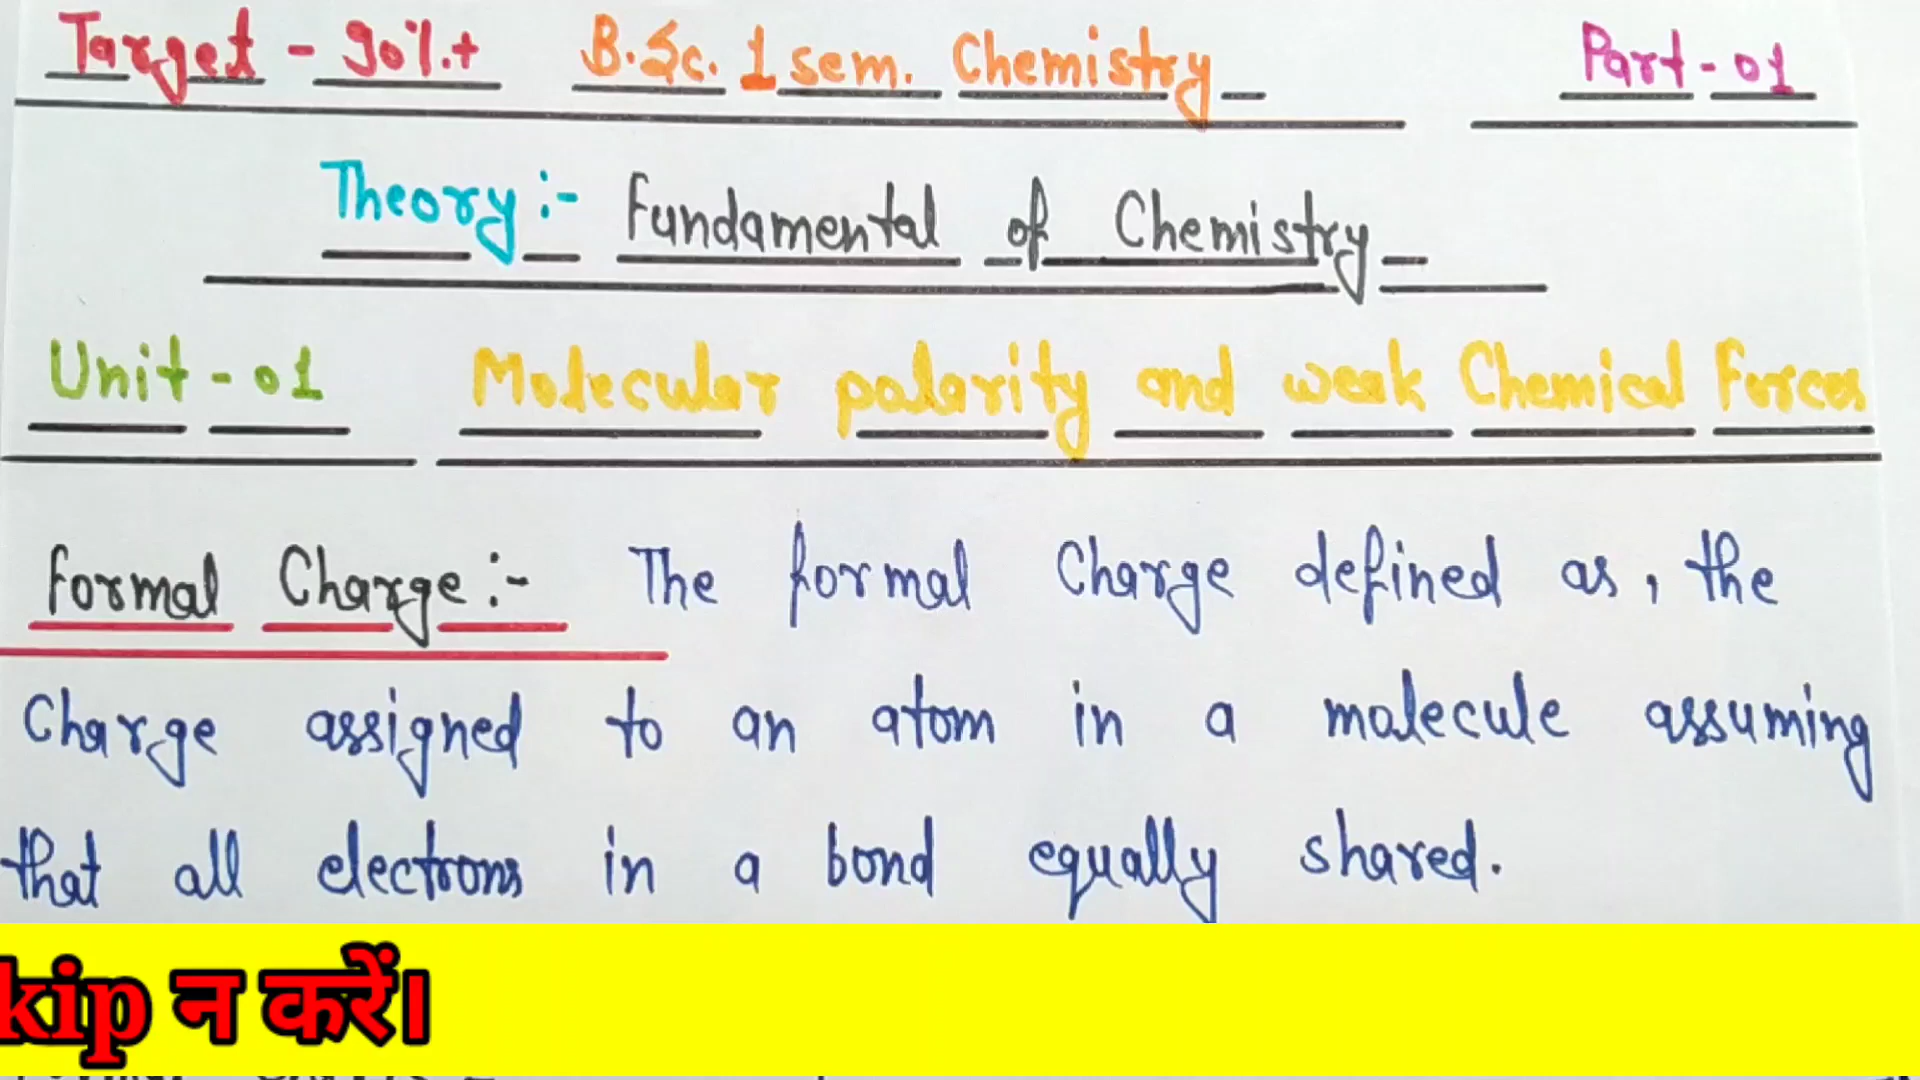 Target - 90%+ B.Sc. 1 sem. Chemistry Part-01
Theory:- Fundamental of Chemistry
Unit-01 Molecular polarity and weak Chemical Forces
Formal Charge:- The formal Charge defined as, the
Charge assigned to an atom in a molecule assuming
that all electrons in a bond equally shared.
kip न करें।